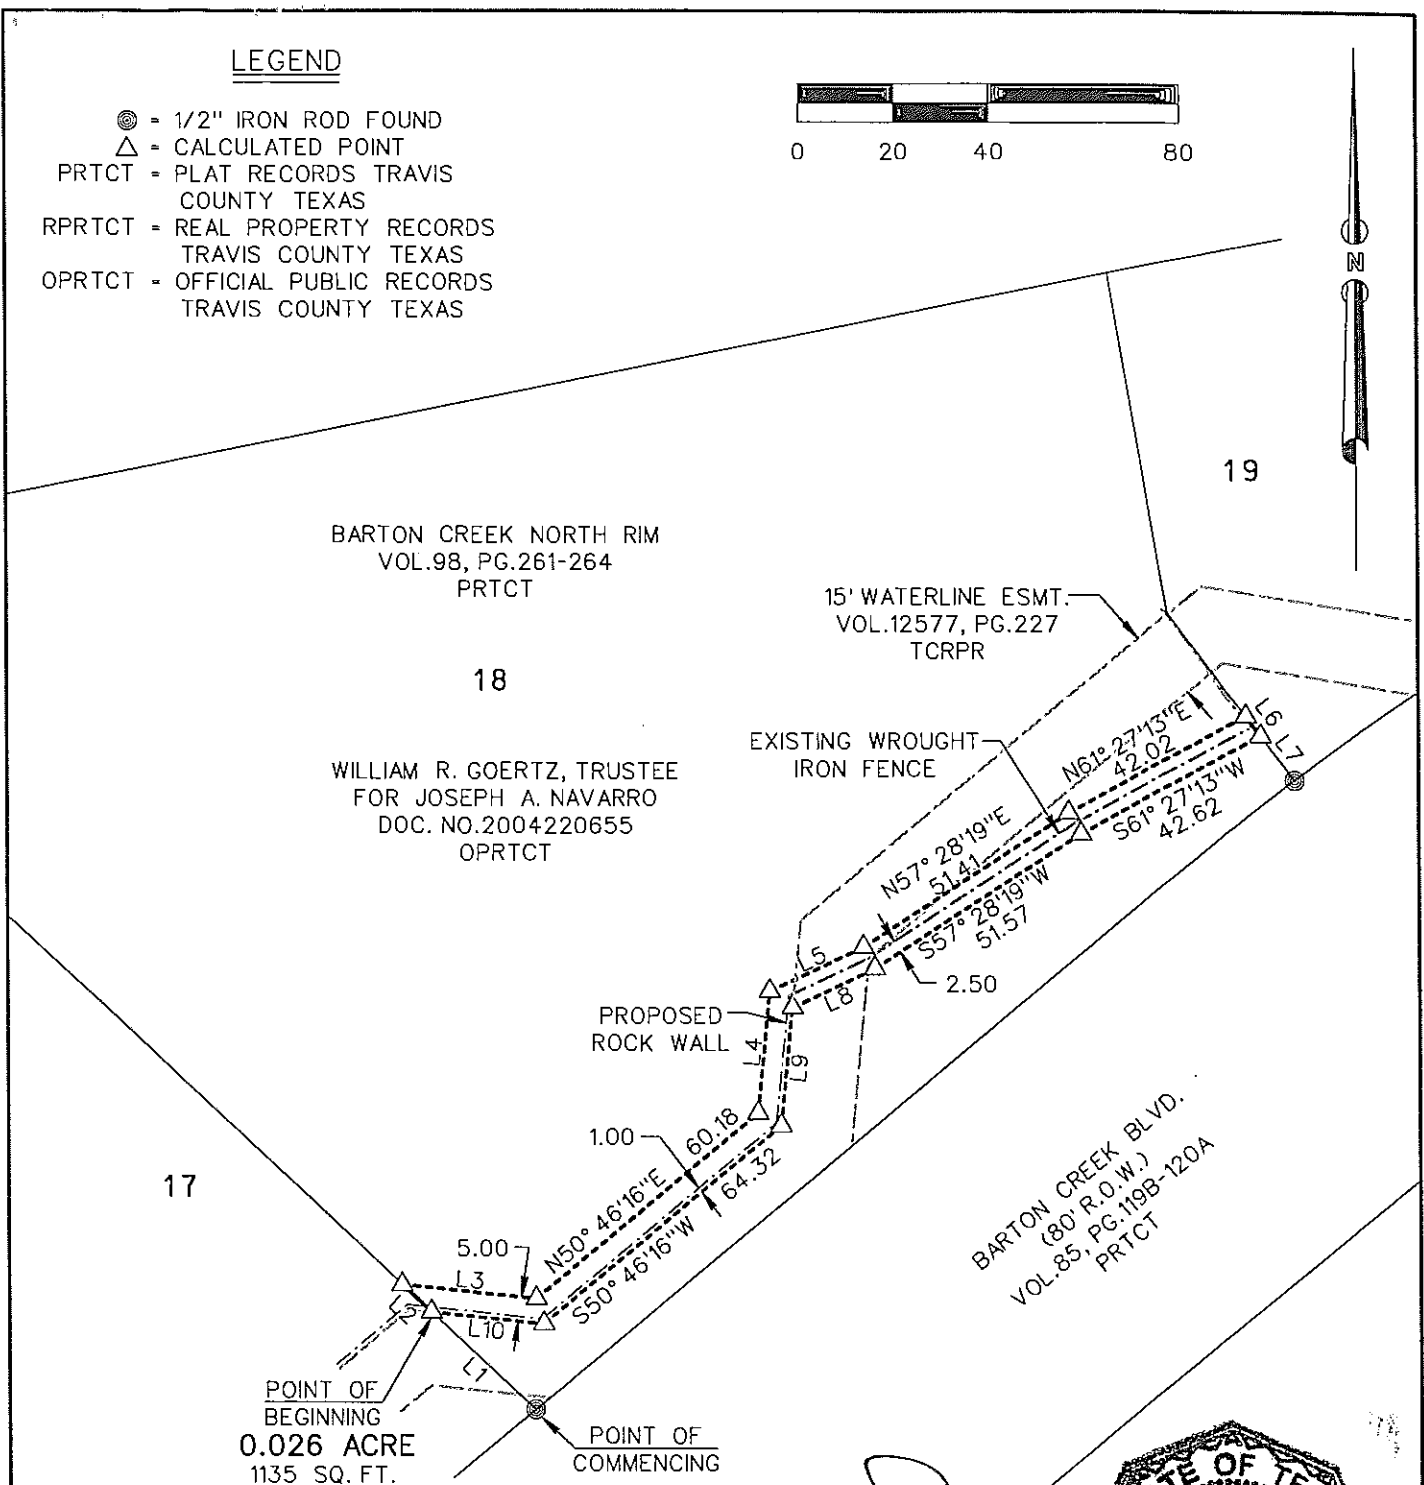 LEGEND
= 1/2" IRON ROD FOUND
= CALCULATED POINT
PRTCT = PLAT RECORDS TRAVIS
COUNTY TEXAS
RPRTCT = REAL PROPERTY RECORDS
TRAVIS COUNTY TEXAS
OPRTCT = OFFICIAL PUBLIC RECORDS
TRAVIS COUNTY TEXAS
0 20 40 80
N
19
BARTON CREEK NORTH RIM
VOL.98, PG.261-264
PRTCT
15' WATERLINE ESMT.
VOL.12577, PG.227
TCRPR
18
WILLIAM R. GOERTZ, TRUSTEE
FOR JOSEPH A. NAVARRO
DOC. NO.2004220655
OPRTCT
EXISTING WROUGHT
IRON FENCE
N61° 27'13"E
42.02
L6
L7
S61° 27'13"W
42.62
N57° 28'19"E
51.41
S57° 28'19"W
51.57
2.50
L5
L8
PROPOSED
ROCK WALL
L4
L9
1.00
N50° 46'16"E 60.18
S50° 46'16"W 64.32
17
5.00
L3
L2
L10
L1
BARTON CREEK BLVD.
(80' R.O.W.)
VOL.85, PG.119B-120A
PRTCT
POINT OF
BEGINNING
0.026 ACRE
1135 SQ. FT.
POINT OF
COMMENCING
TE OF TE